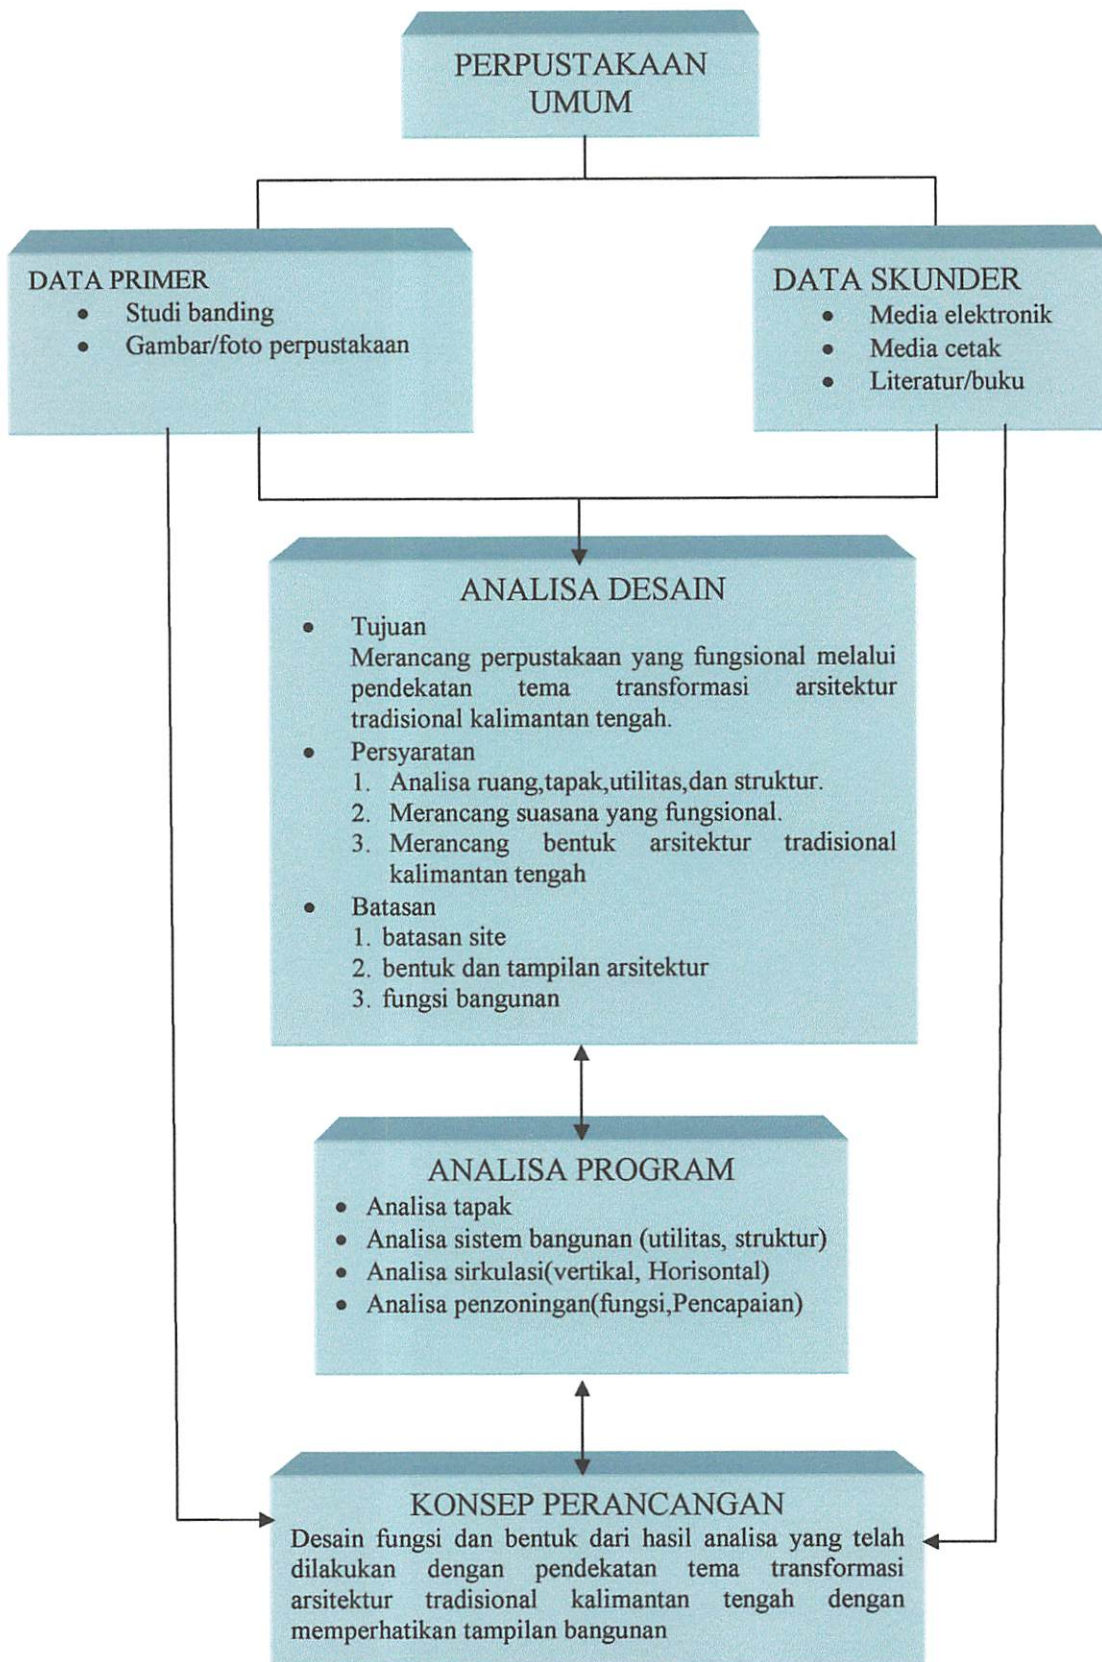 PERPUSTAKAAN
UMUM
DATA PRIMER
• Studi banding
• Gambar/foto perpustakaan
DATA SKUNDER
• Media elektronik
• Media cetak
• Literatur/buku
ANALISA DESAIN
• Tujuan
Merancang perpustakaan yang fungsional melalui
pendekatan tema transformasi arsitektur
tradisional kalimantan tengah.
• Persyaratan
1. Analisa ruang,tapak,utilitas,dan struktur.
2. Merancang suasana yang fungsional.
3. Merancang bentuk arsitektur tradisional
kalimantan tengah
• Batasan
1. batasan site
2. bentuk dan tampilan arsitektur
3. fungsi bangunan
ANALISA PROGRAM
• Analisa tapak
• Analisa sistem bangunan (utilitas, struktur)
• Analisa sirkulasi(vertikal, Horisontal)
• Analisa penzoningan(fungsi,Pencapaian)
KONSEP PERANCANGAN
Desain fungsi dan bentuk dari hasil analisa yang telah
dilakukan dengan pendekatan tema transformasi
arsitektur tradisional kalimantan tengah dengan
memperhatikan tampilan bangunan